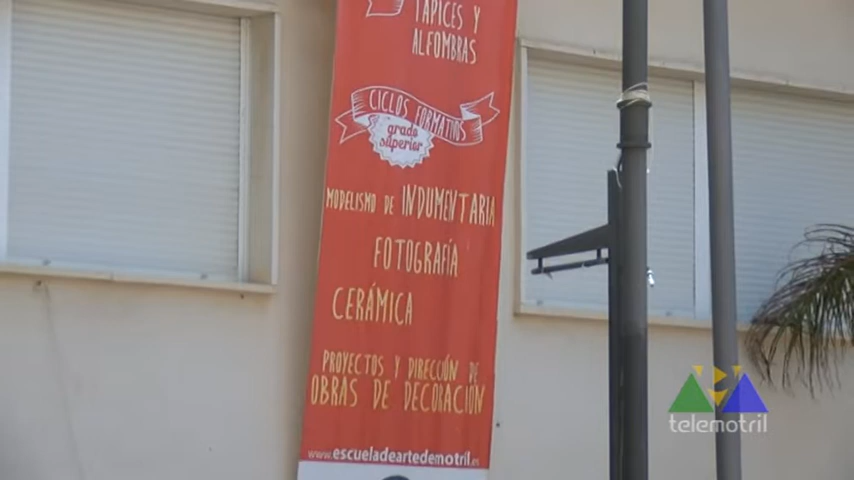 TAPICES Y
ALFOMBRAS
CICLOS FORMATIVOS
grado
superior
MODELISMO DE INDUMENTARIA
FOTOGRAFÍA
CERÁMICA
PROYECTOS Y DIRECCIÓN DE
OBRAS DE DECORACIÓN
www.escueladeartedemotril.es
telemotril